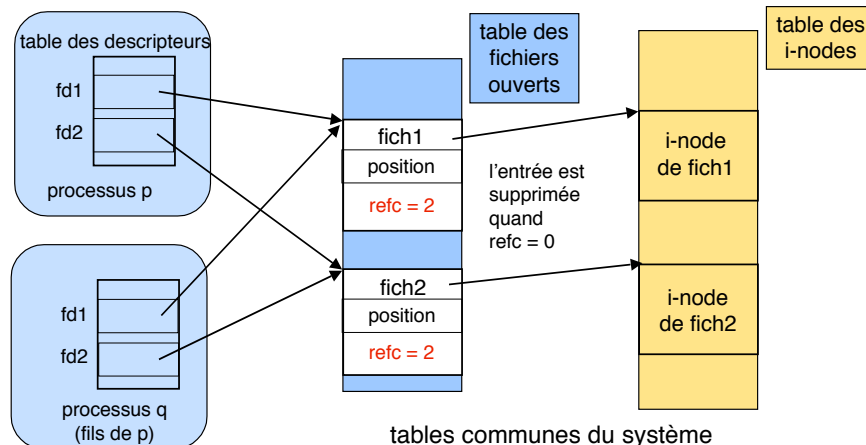 table des descripteurs
fd1
fd2
processus p
fd1
fd2
processus q
(fils de p)
table des
fichiers
ouverts
fich1
position
refc = 2
fich2
position
refc = 2
l'entrée est
supprimée
quand
refc = 0
table des
i-nodes
i-node
de fich1
i-node
de fich2
tables communes du système